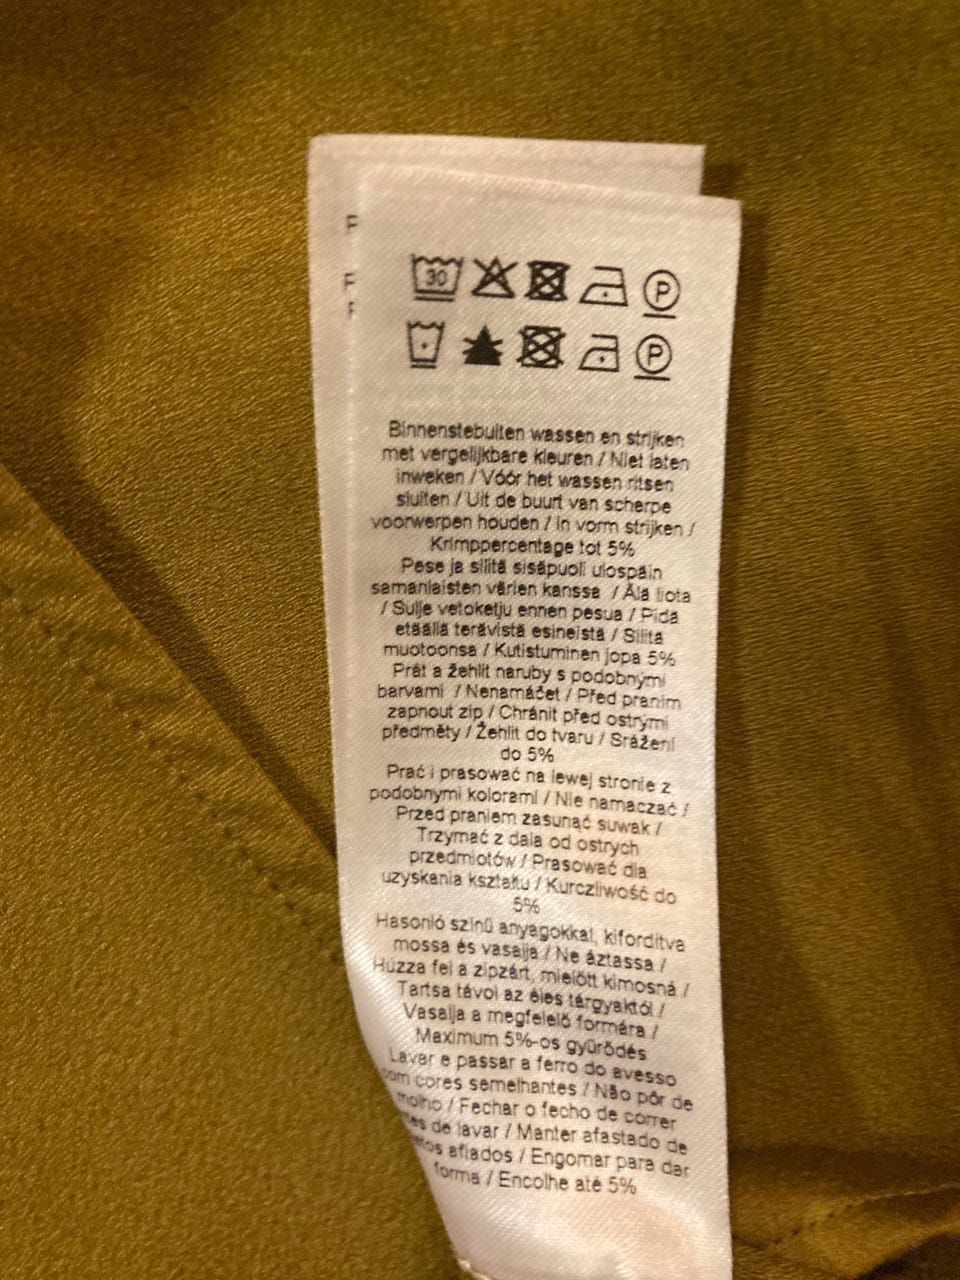 F
F
F
30 P
P
Binnenstebuiten wassen en strijken
met vergelijkbare kleuren / Niet laten
inweken / Vóór het wassen ritsen
sluiten / Uit de buurt van scherpe
voorwerpen houden / In vorm strijken /
Krimppercentage tot 5%
Pese ja silitä sisäpuoli ulospäin
samanlaisten värien kanssa / Älä liota
/ Sulje vetoketju ennen pesua / Pidä
etäällä terävistä esineistä / Silitä
muotoonsa / Kutistuminen jopa 5%
Prát a žehlit naruby s podobnými
barvami / Nenamáčet / Před praním
zapnout zip / Chránit před ostrými
předměty / Žehlit do tvaru / Srážení
do 5%
Prać i prasować na lewej stronie z
podobnymi kolorami / Nie namaczać /
Przed praniem zasunąć suwak /
Trzymać z dala od ostrych
przedmiotów / Prasować dla
uzyskania kształtu / Kurczliwość do
5%
Hasonló színű anyagokkal, kifordítva
mossa és vasalja / Ne áztassa /
Húzza fel a zipzárt, mielőtt kimosná /
Tartsa távol az éles tárgyaktól /
Vasalja a megfelelő formára /
Maximum 5%-os gyűrődés
Lavar e passar a ferro do avesso
com cores semelhantes / Não pôr de
molho / Fechar o fecho de correr
de lavar / Manter afastado de
afiados / Engomar para dar
forma / Encolhe até 5%